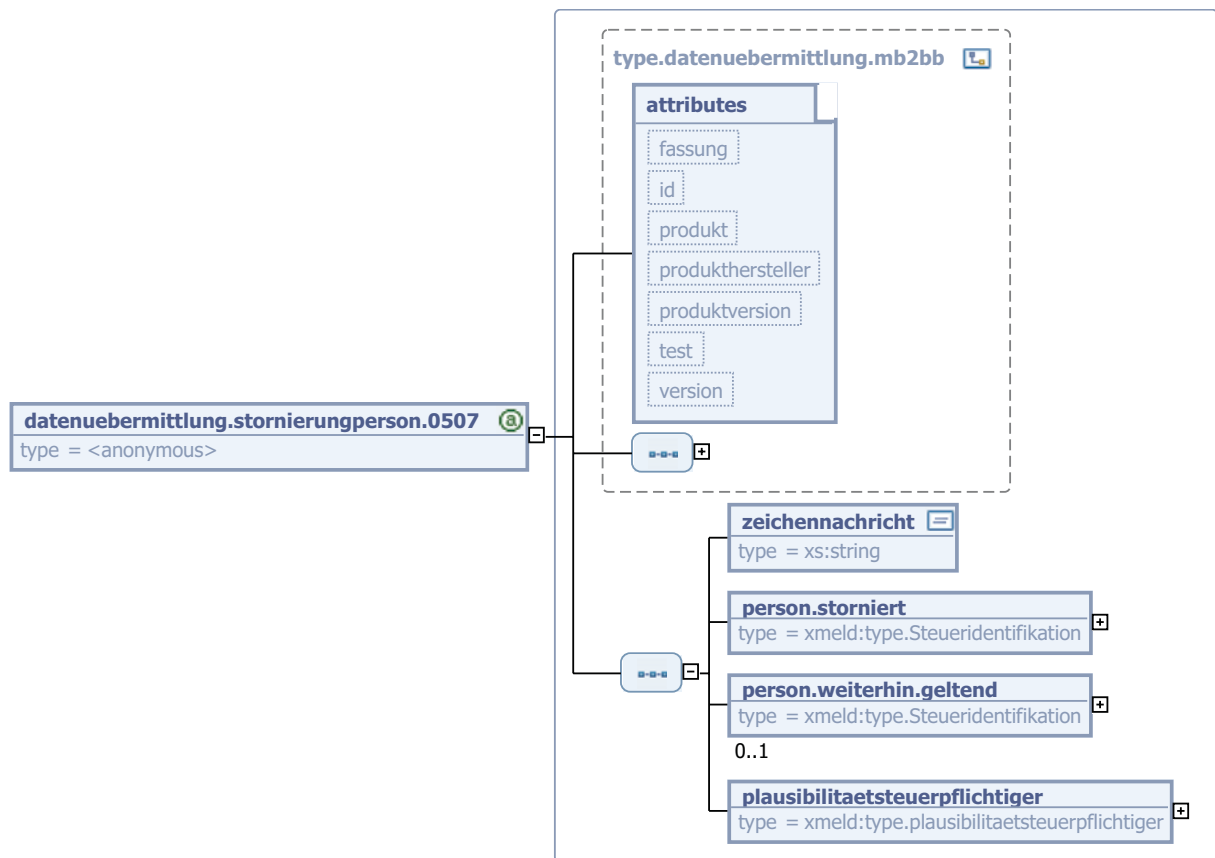 type.datenuebermittlung.mb2bb
attributes
fassung
id
produkt
produkthersteller
produktversion
test
version
datenuebermittlung.stornierungperson.0507
type = <anonymous>
zeichennachricht
type = xs:string
person.storniert
type = xmeld:type.Steueridentifikation
person.weiterhin.geltend
type = xmeld:type.Steueridentifikation
0..1
plausibilitaetsteuerpflichtiger
type = xmeld:type.plausibilitaetsteuerpflichtiger